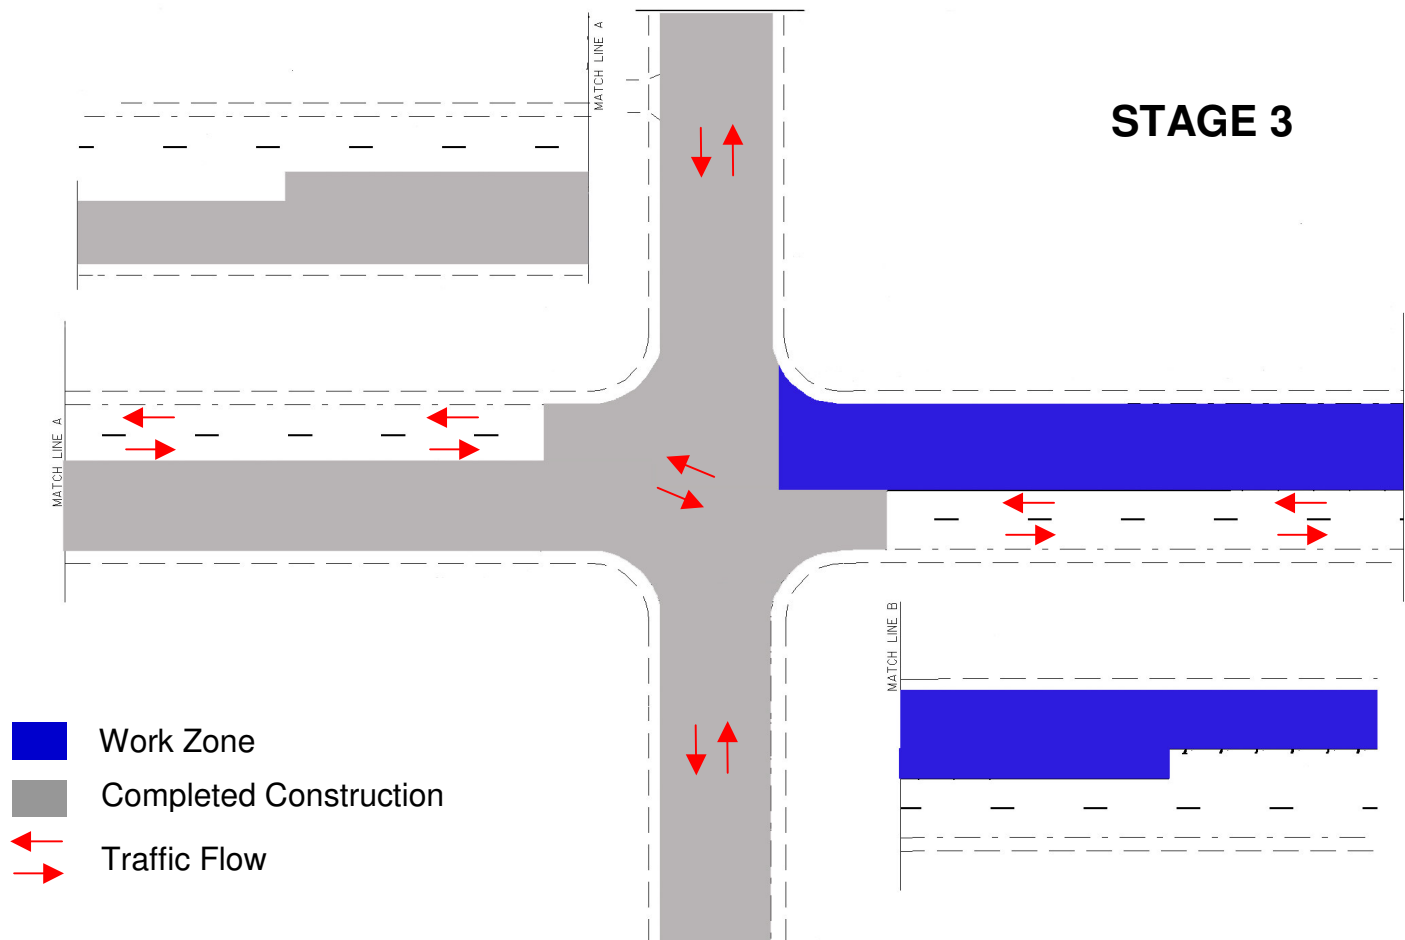 MATCH LINE A
STAGE 3
MATCH LINE A
MATCH LINE B
Work Zone
Completed Construction
Traffic Flow